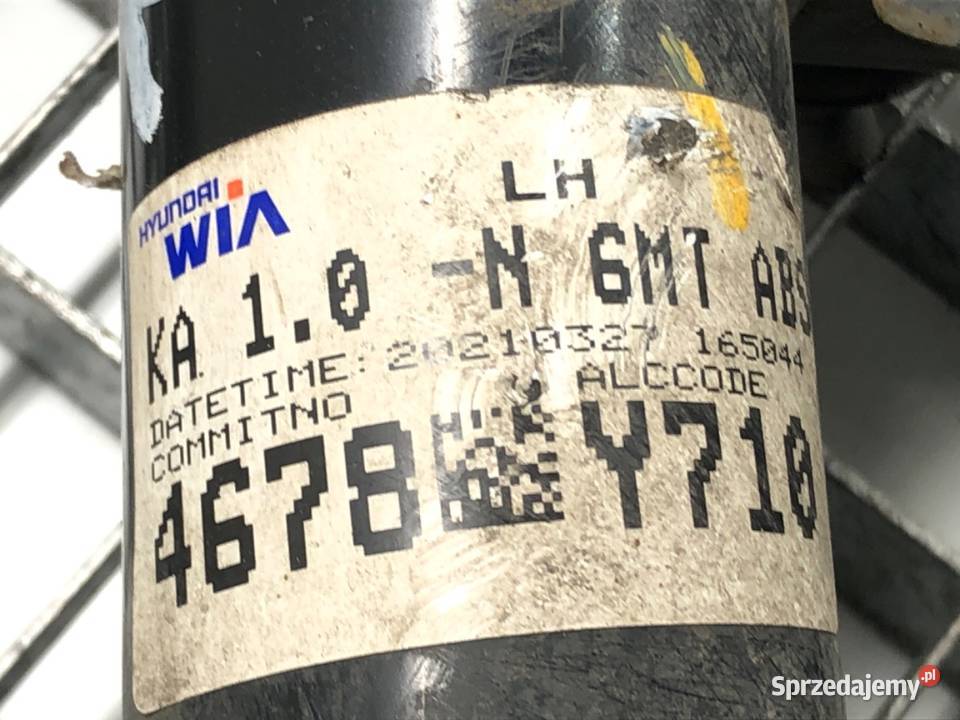 LH
HYUNDAI
WIA
KA 1.0 -N 6MT ABS
DATETIME: 20210327 165044
COMMITNO ALCCODE
4678 Y710
Sprzedajemy.pl